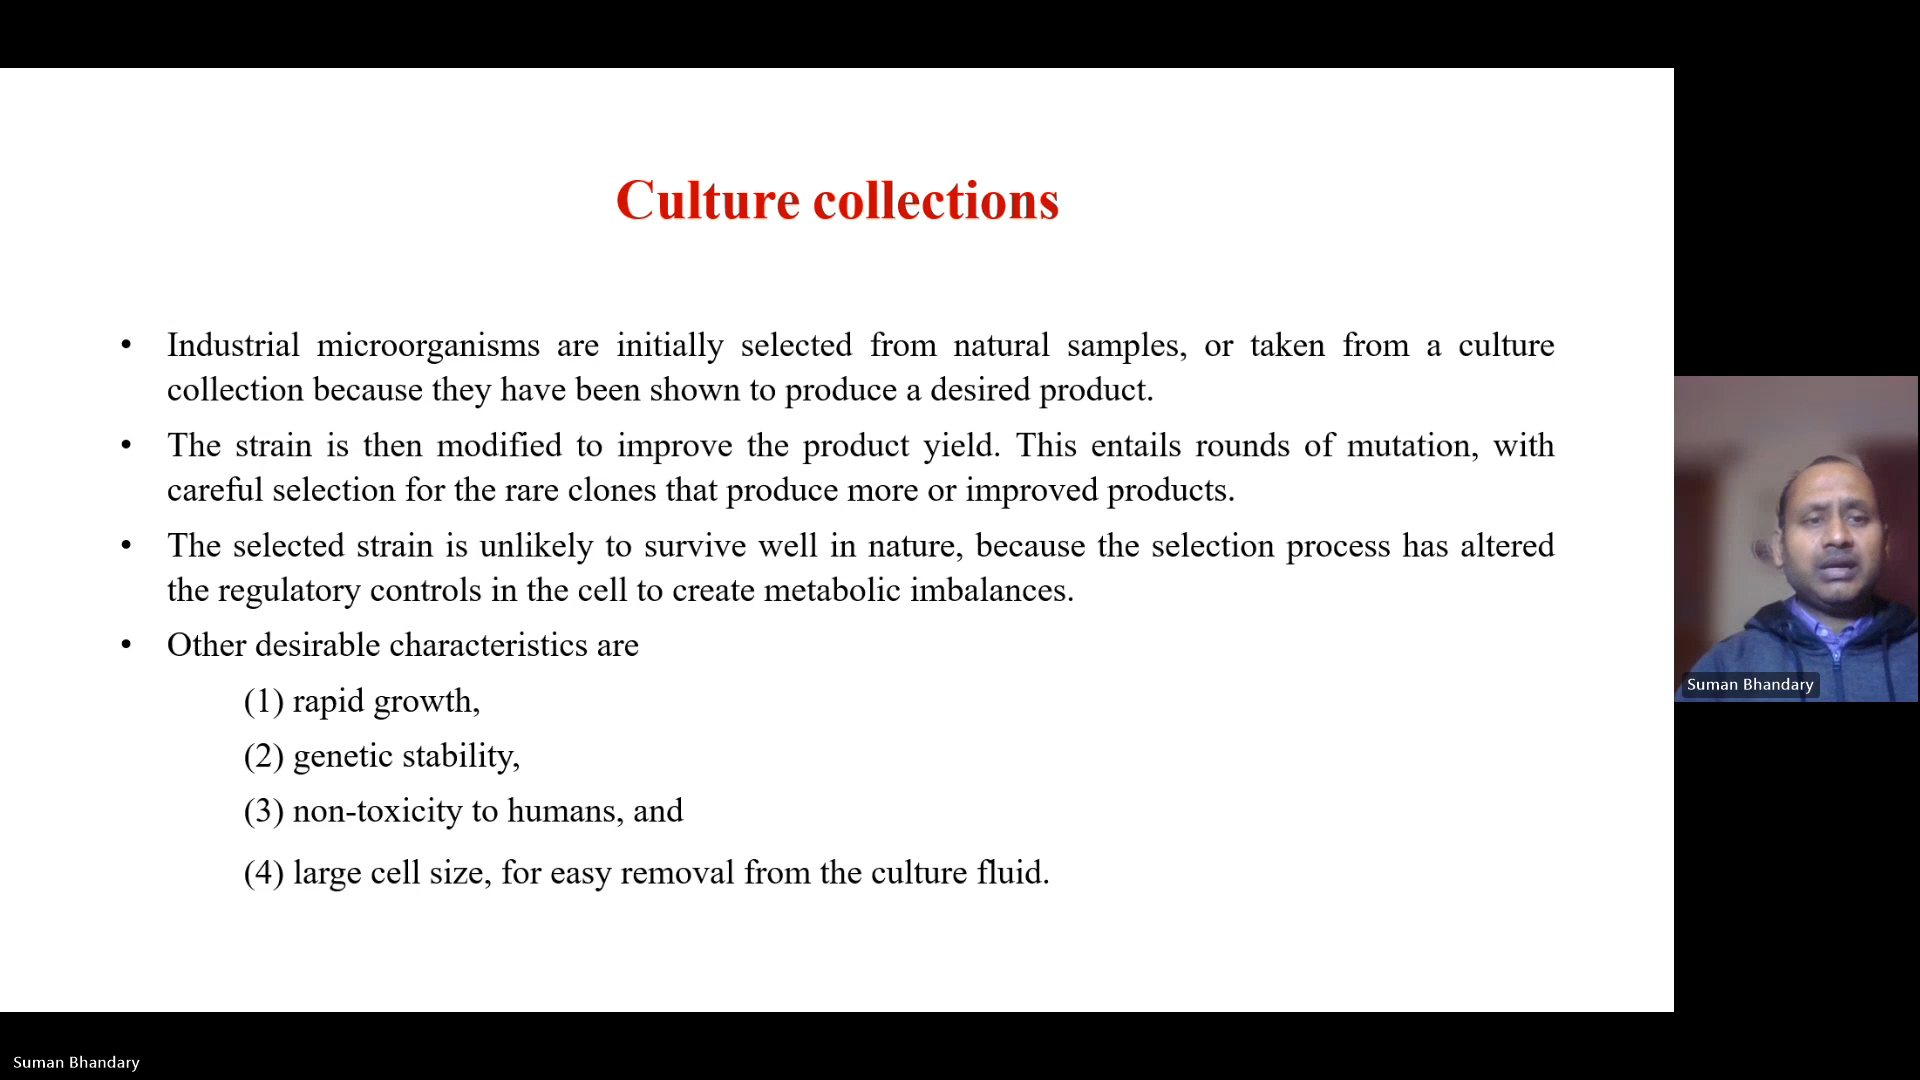 Culture collections
• Industrial microorganisms are initially selected from natural samples, or taken from a culture
collection because they have been shown to produce a desired product.
• The strain is then modified to improve the product yield. This entails rounds of mutation, with
careful selection for the rare clones that produce more or improved products.
• The selected strain is unlikely to survive well in nature, because the selection process has altered
the regulatory controls in the cell to create metabolic imbalances.
• Other desirable characteristics are
(1) rapid growth,
(2) genetic stability,
(3) non-toxicity to humans, and
(4) large cell size, for easy removal from the culture fluid.
Suman Bhandary
Suman Bhandary